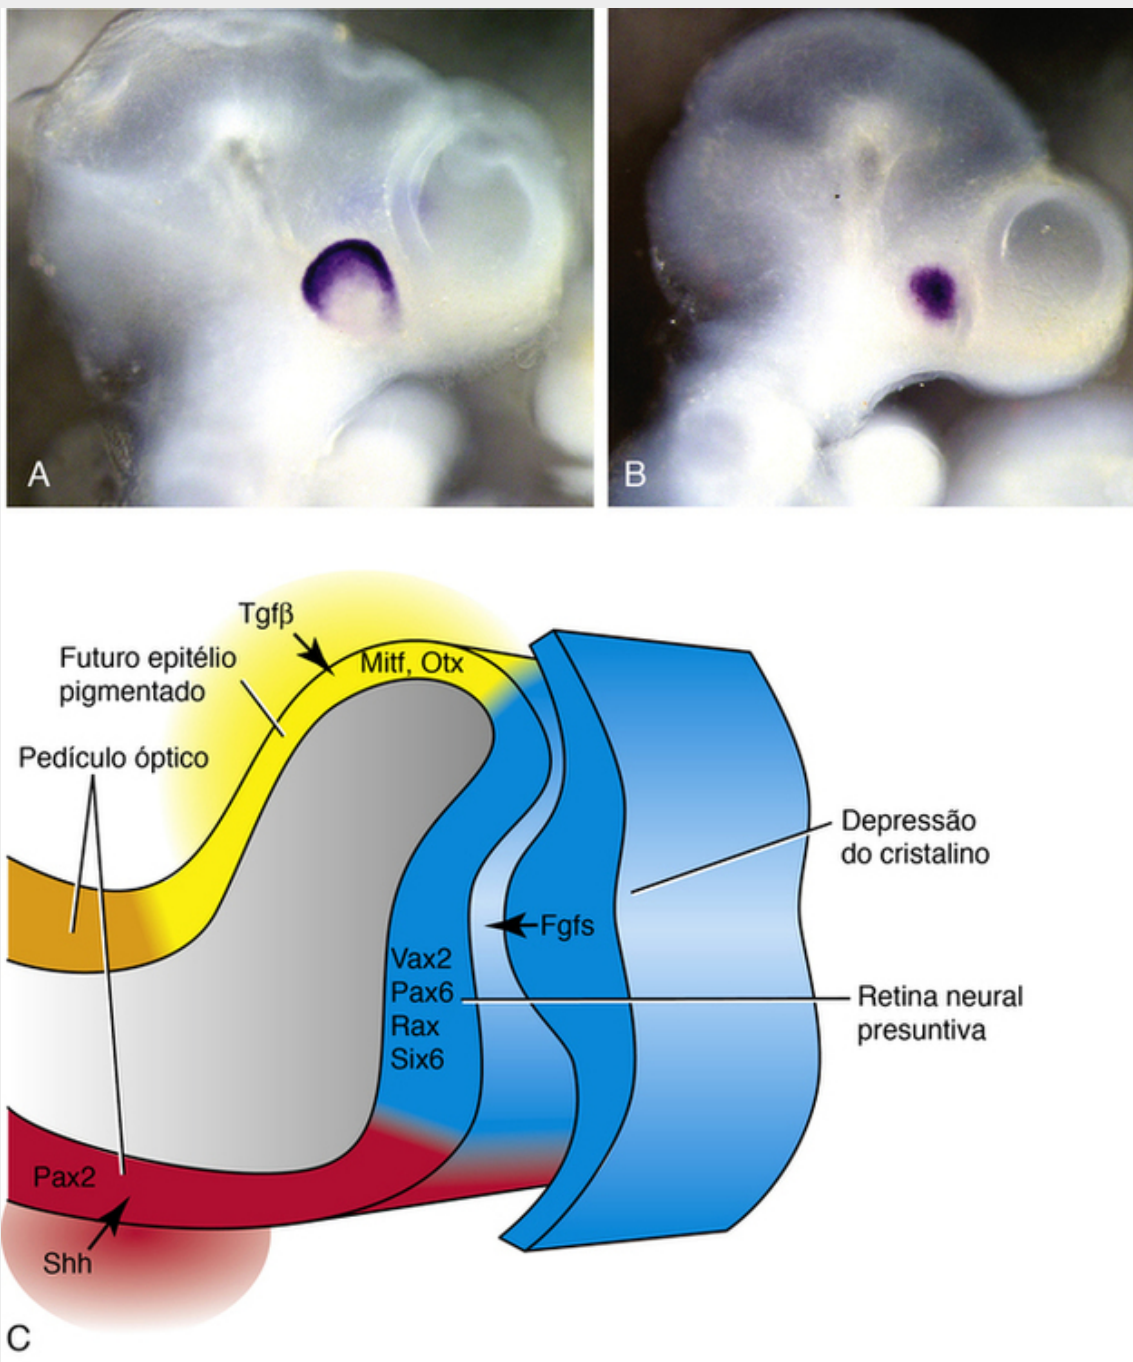 A
B
Tgfβ
Futuro epitélio
pigmentado
Mitf, Otx
Pedículo óptico
Depressão
do cristalino
Fgfs
Vax2
Pax6
Rax
Six6
Retina neural
presuntiva
Pax2
Shh
C